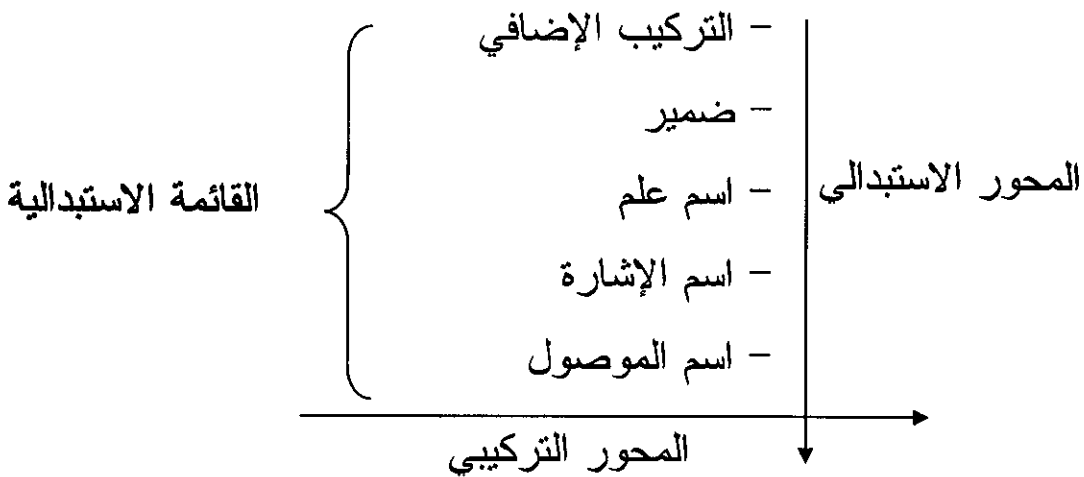 – التركيب الإضافي
– ضمير
المحور الاستبدالي
– اسم علم
القائمة الاستبدالية
– اسم الإشارة
– اسم الموصول
المحور التركيبي